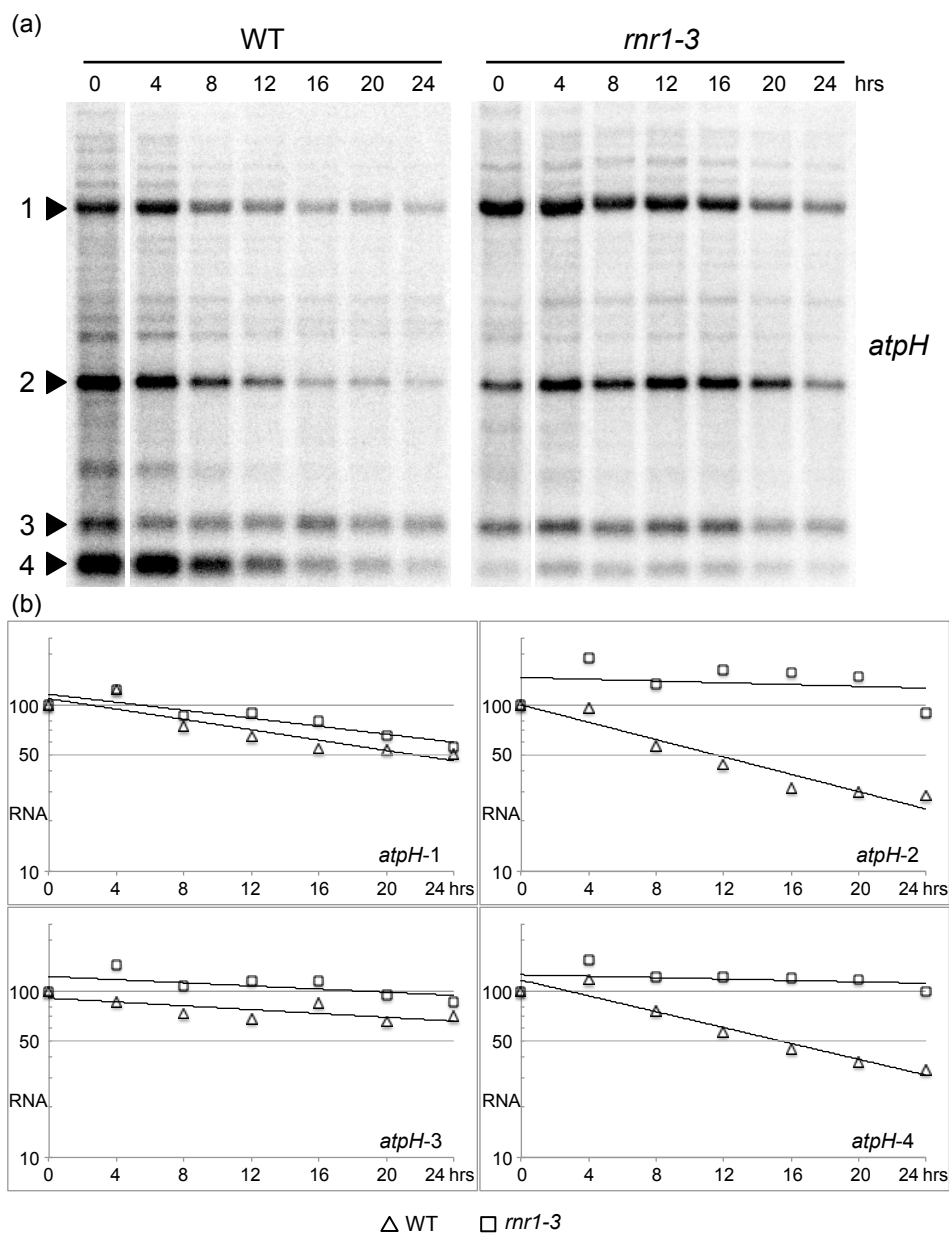 (a)
WT
rnr1-3
0 4 8 12 16 20 24 0 4 8 12 16 20 24 hrs
1
2
3
4
atpH
(b)
100
50
RNA
10
atpH-1
0 4 8 12 16 20 24 hrs
100
50
RNA
10
atpH-2
0 4 8 12 16 20 24 hrs
100
50
RNA
10
atpH-3
0 4 8 12 16 20 24 hrs
100
50
RNA
10
atpH-4
0 4 8 12 16 20 24 hrs
WT rnr1-3